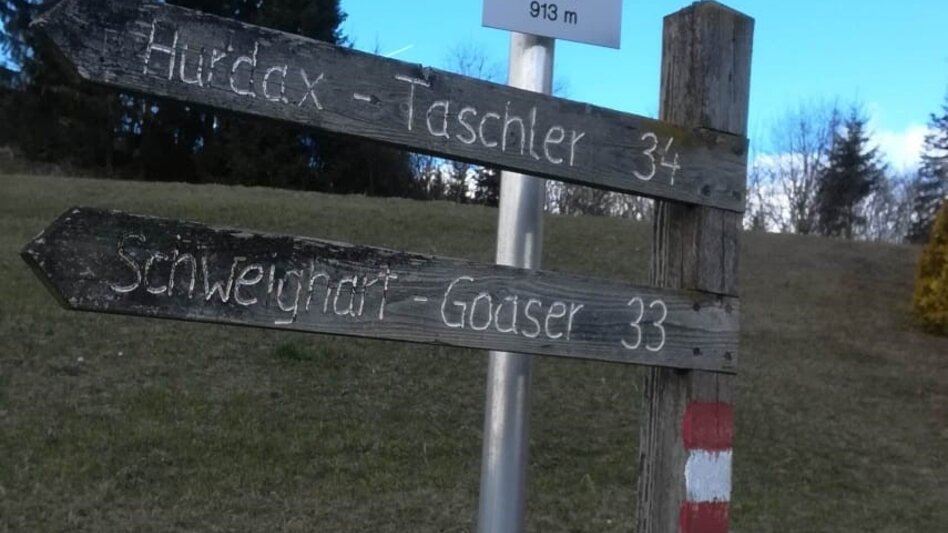 913 m
Hurdax - Taschler 34
Schweighart - Goaser 33